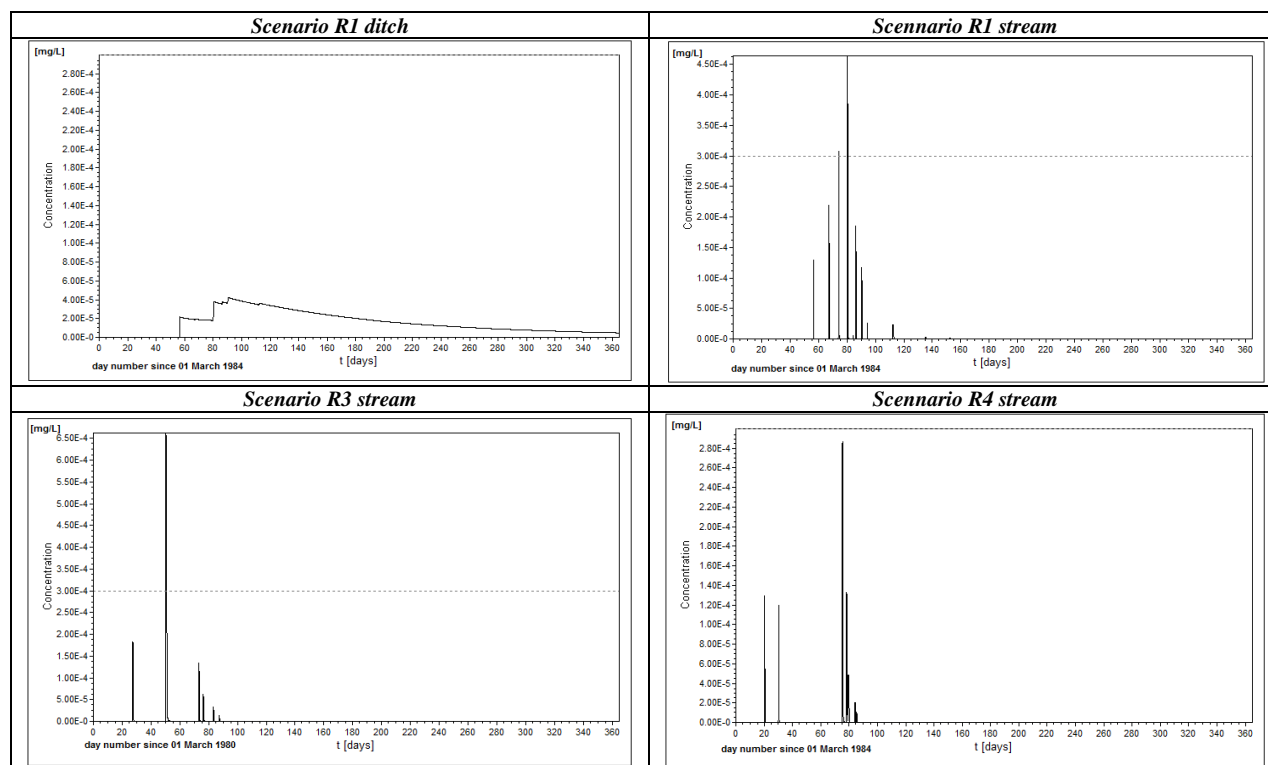 Scenario R1 ditch
Scennario R1 stream
[mg/L]
2.80E-4
2.60E-4
2.40E-4
2.20E-4
2.00E-4
1.80E-4
1.60E-4
1.40E-4
1.20E-4
1.00E-4
8.00E-5
6.00E-5
4.00E-5
2.00E-5
0.00E-0
Concentration
0 20 40 60 80 100 120 140 160 180 200 220 240 260 280 300 320 340 360
t [days]
day number since 01 March 1984
[mg/L]
4.50E-4
4.00E-4
3.50E-4
3.00E-4
2.50E-4
2.00E-4
1.50E-4
1.00E-4
5.00E-5
0.00E-0
Concentration
0 20 40 60 80 100 120 140 160 180 200 220 240 260 280 300 320 340 360
t [days]
day number since 01 March 1984
Scenario R3 stream
Scennario R4 stream
[mg/L]
6.50E-4
6.00E-4
5.50E-4
5.00E-4
4.50E-4
4.00E-4
3.50E-4
3.00E-4
2.50E-4
2.00E-4
1.50E-4
1.00E-4
5.00E-5
0.00E-0
Concentration
0 20 40 60 80 100 120 140 160 180 200 220 240 260 280 300 320 340 360
t [days]
day number since 01 March 1980
[mg/L]
2.80E-4
2.60E-4
2.40E-4
2.20E-4
2.00E-4
1.80E-4
1.60E-4
1.40E-4
1.20E-4
1.00E-4
8.00E-5
6.00E-5
4.00E-5
2.00E-5
0.00E-0
Concentration
0 20 40 60 80 100 120 140 160 180 200 220 240 260 280 300 320 340 360
t [days]
day number since 01 March 1984